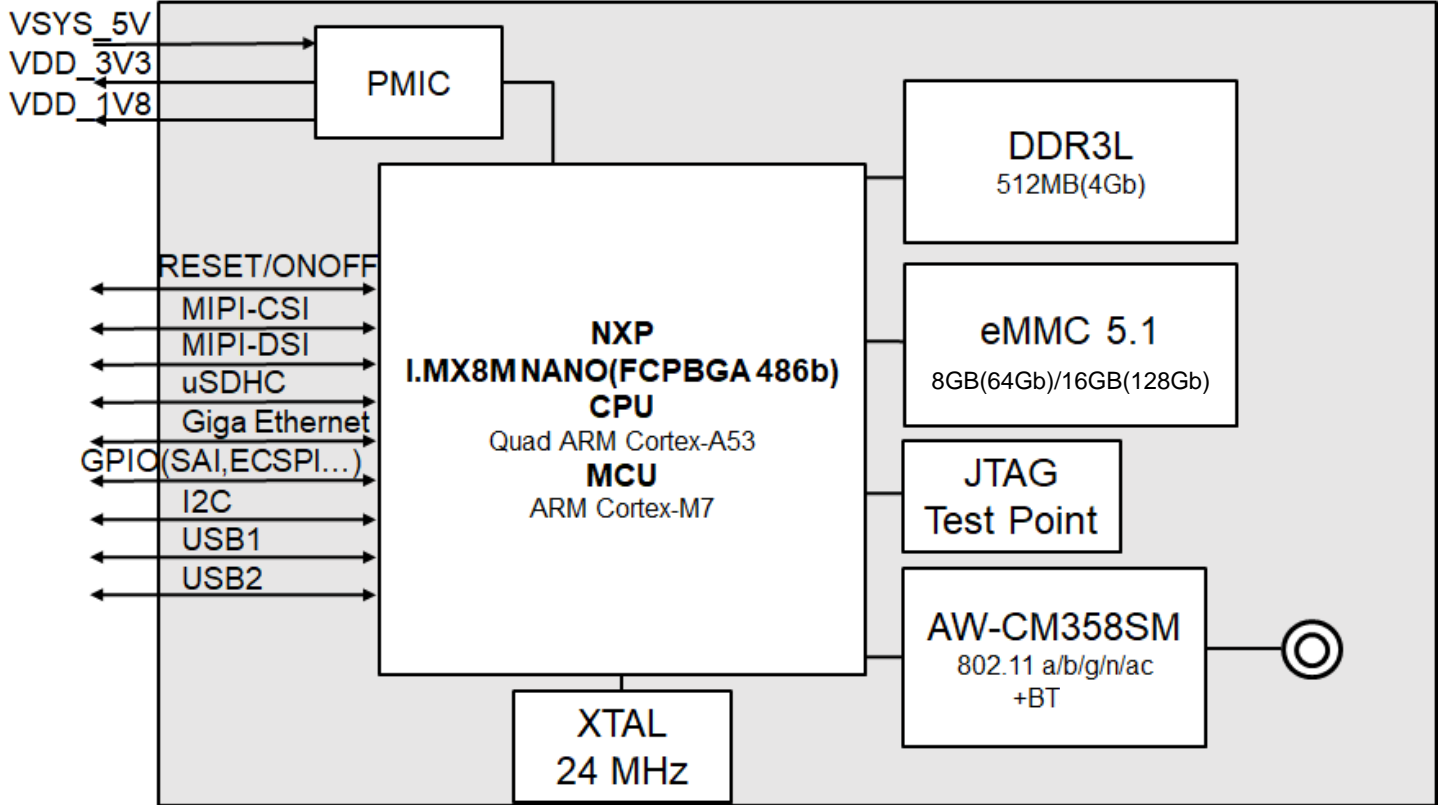 VSYS_5V
VDD_3V3
VDD_1V8
PMIC
DDR3L
512MB(4Gb)
RESET/ONOFF
MIPI-CSI
MIPI-DSI
uSDHC
Giga Ethernet
GPIO(SAI,ECSPI...)
I2C
USB1
USB2
NXP
I.MX8M NANO(FCPBGA 486b)
CPU
Quad ARM Cortex-A53
MCU
ARM Cortex-M7
eMMC 5.1
8GB(64Gb)/16GB(128Gb)
JTAG
Test Point
AW-CM358SM
802.11 a/b/g/n/ac
+BT
XTAL
24 MHz